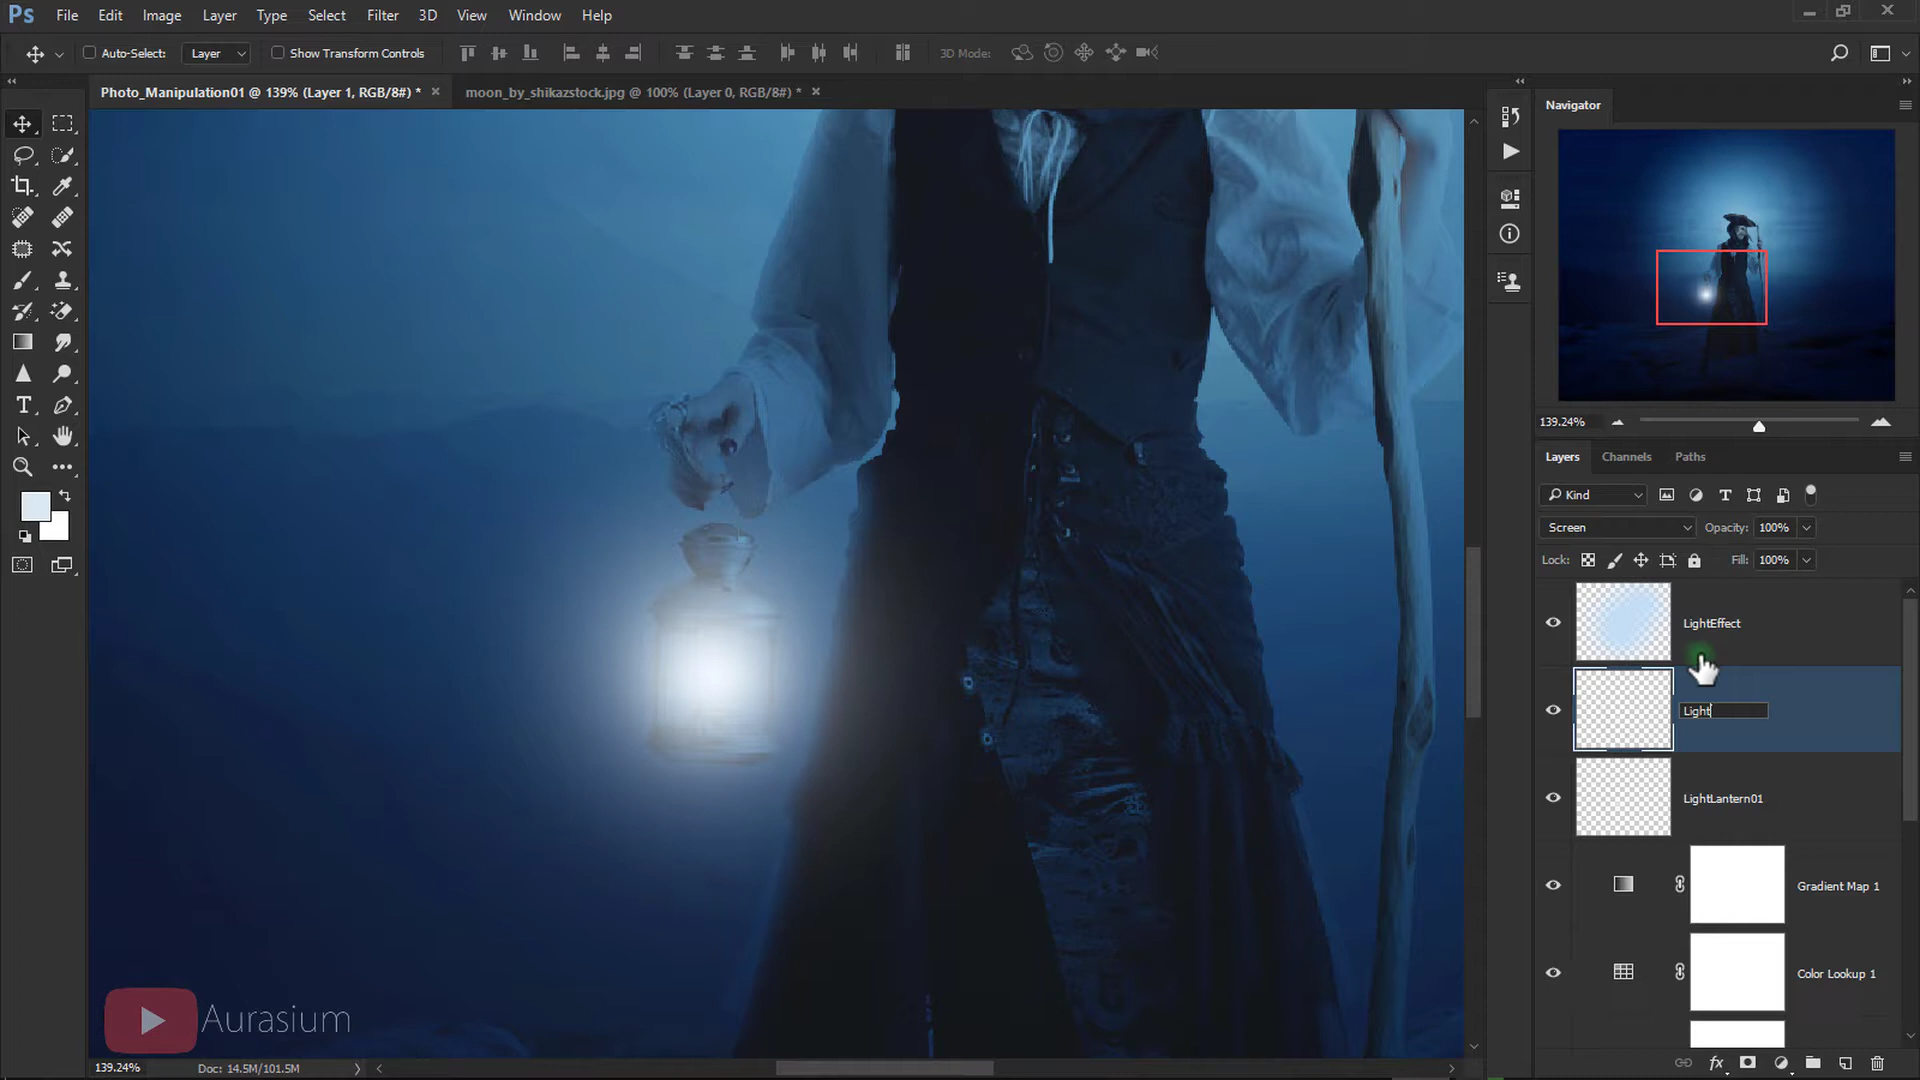 Ps File Edit Image Layer Type Select Filter 3D View Window Help
Auto-Select: Layer Show Transform Controls 3D Mode:
Photo_Manipulation01 @ 139% (Layer 1, RGB/8#) * moon_by_shikazstock.jpg @ 100% (Layer 0, RGB/8#) *
Navigator
139.24%
Layers Channels Paths
Kind
Screen Opacity: 100%
Lock: Fill: 100%
LightEffect
Light
LightLantern01
Gradient Map 1
Color Lookup 1
Aurasium
139.24% Doc: 14.5M/101.5M
fx